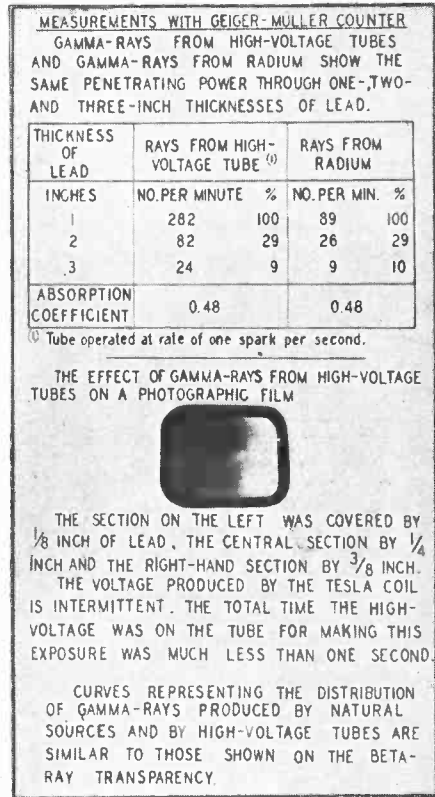 MEASUREMENTS WITH GEIGER-MULLER COUNTER
GAMMA-RAYS FROM HIGH-VOLTAGE TUBES
AND GAMMA-RAYS FROM RADIUM SHOW THE
SAME PENETRATING POWER THROUGH ONE-, TWO-
AND THREE-INCH THICKNESSES OF LEAD.
THICKNESS OF LEAD RAYS FROM HIGH-VOLTAGE TUBE (1) RAYS FROM RADIUM
INCHES NO. PER MINUTE % NO. PER MIN. %
1 282 100 89 100
2 82 29 26 29
3 24 9 9 10
ABSORPTION COEFFICIENT 0.48 0.48
(1) Tube operated at rate of one spark per second.
THE EFFECT OF GAMMA-RAYS FROM HIGH-VOLTAGE
TUBES ON A PHOTOGRAPHIC FILM
THE SECTION ON THE LEFT WAS COVERED BY
1/8 INCH OF LEAD, THE CENTRAL SECTION BY 1/4
INCH AND THE RIGHT-HAND SECTION BY 3/8 INCH.
THE VOLTAGE PRODUCED BY THE TESLA COIL
IS INTERMITTENT. THE TOTAL TIME THE HIGH-
VOLTAGE WAS ON THE TUBE FOR MAKING THIS
EXPOSURE WAS MUCH LESS THAN ONE SECOND.
CURVES REPRESENTING THE DISTRIBUTION
OF GAMMA-RAYS PRODUCED BY NATURAL
SOURCES AND BY HIGH-VOLTAGE TUBES ARE
SIMILAR TO THOSE SHOWN ON THE BETA-
RAY TRANSPARENCY.